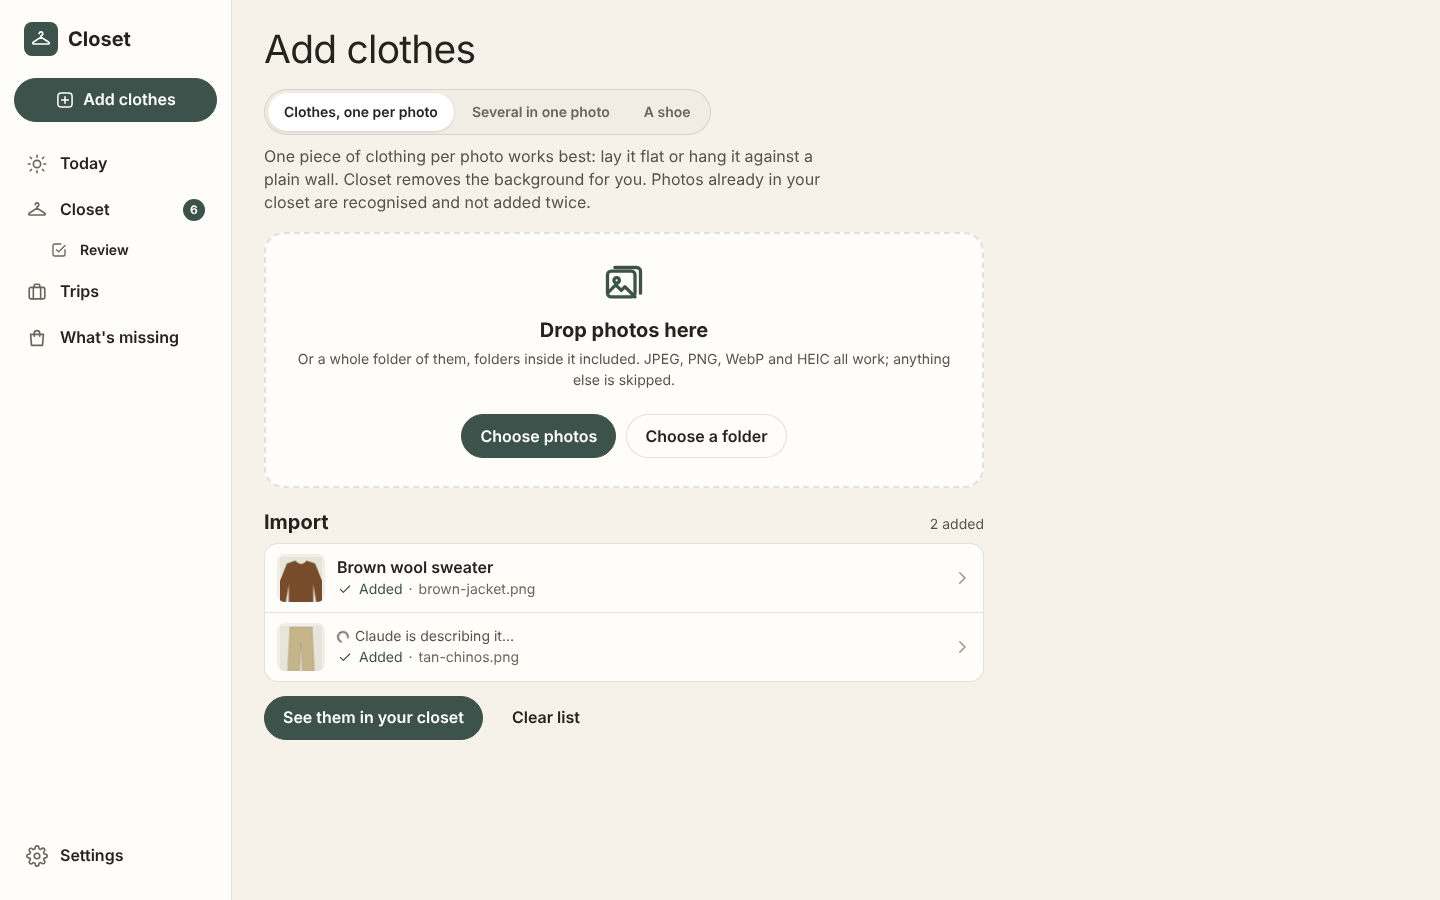 Closet
Add clothes
Today
Closet
6
Review
Trips
What's missing
Settings
Add clothes
Clothes, one per photo
Several in one photo
A shoe
One piece of clothing per photo works best: lay it flat or hang it against a
plain wall. Closet removes the background for you. Photos already in your
closet are recognised and not added twice.
Drop photos here
Or a whole folder of them, folders inside it included. JPEG, PNG, WebP and HEIC all work; anything
else is skipped.
Choose photos
Choose a folder
Import
2 added
Brown wool sweater
Added · brown-jacket.png
Claude is describing it...
Added · tan-chinos.png
See them in your closet
Clear list